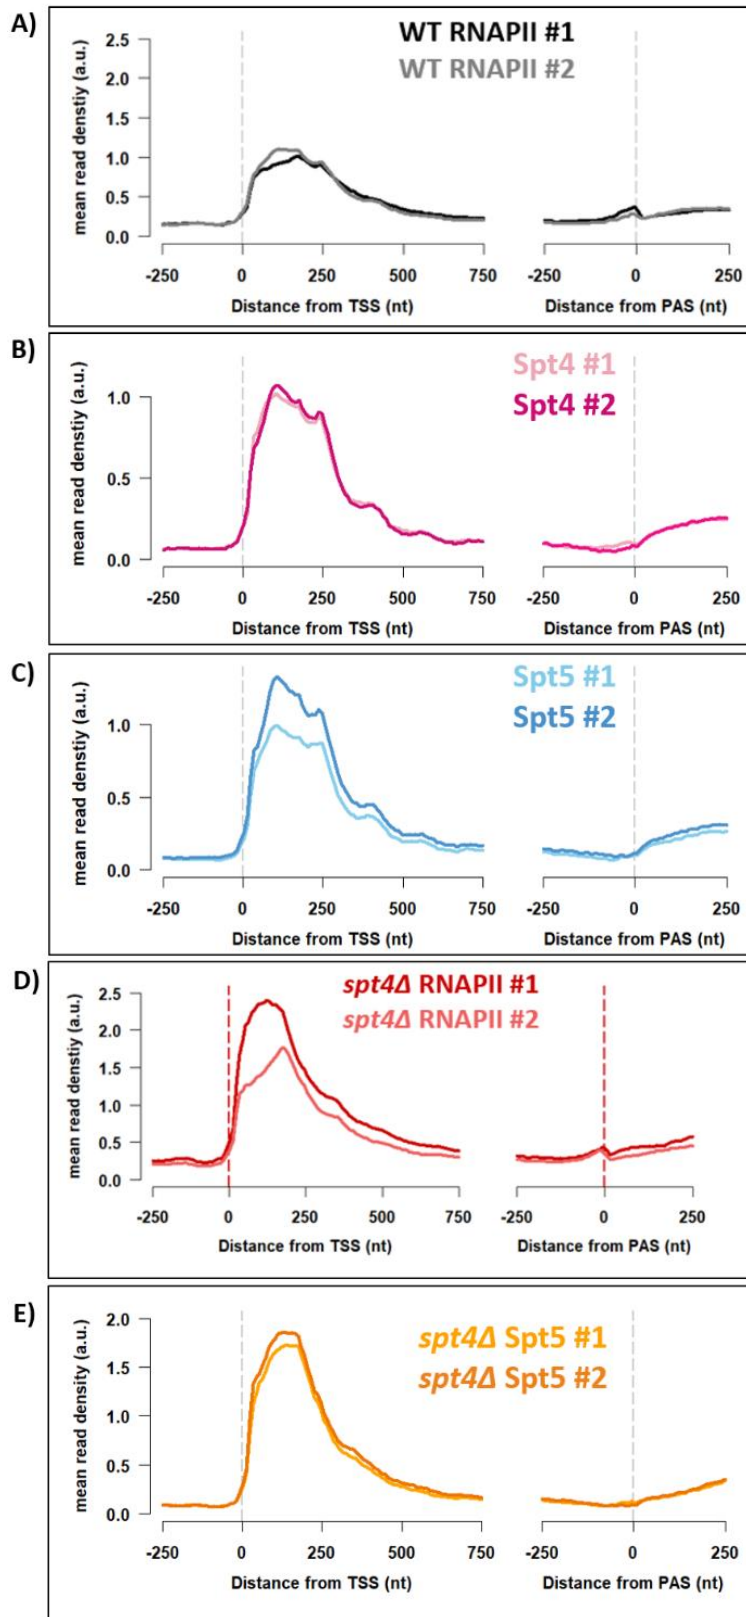 A)
WT RNAPII #1
WT RNAPII #2
mean read denstiy (a.u.)
2.5
2.0
1.5
1.0
0.5
0.0
-250 0 250 500 750 -250 0 250
Distance from TSS (nt) Distance from PAS (nt)
B)
Spt4 #1
Spt4 #2
mean read denstiy (a.u.)
1.0
0.5
0.0
-250 0 250 500 750 -250 0 250
Distance from TSS (nt) Distance from PAS (nt)
C)
Spt5 #1
Spt5 #2
mean read denstiy (a.u.)
1.0
0.5
0.0
-250 0 250 500 750 -250 0 250
Distance from TSS (nt) Distance from PAS (nt)
D)
spt4Δ RNAPII #1
spt4Δ RNAPII #2
mean read denstiy (a.u.)
2.5
2.0
1.5
1.0
0.5
0.0
-250 0 250 500 750 -250 0 250
Distance from TSS (nt) Distance from PAS (nt)
E)
spt4Δ Spt5 #1
spt4Δ Spt5 #2
mean read density (a.u.)
2.0
1.5
1.0
0.5
0.0
-250 0 250 500 750 -250 0 250
Distance from TSS (nt) Distance from PAS (nt)